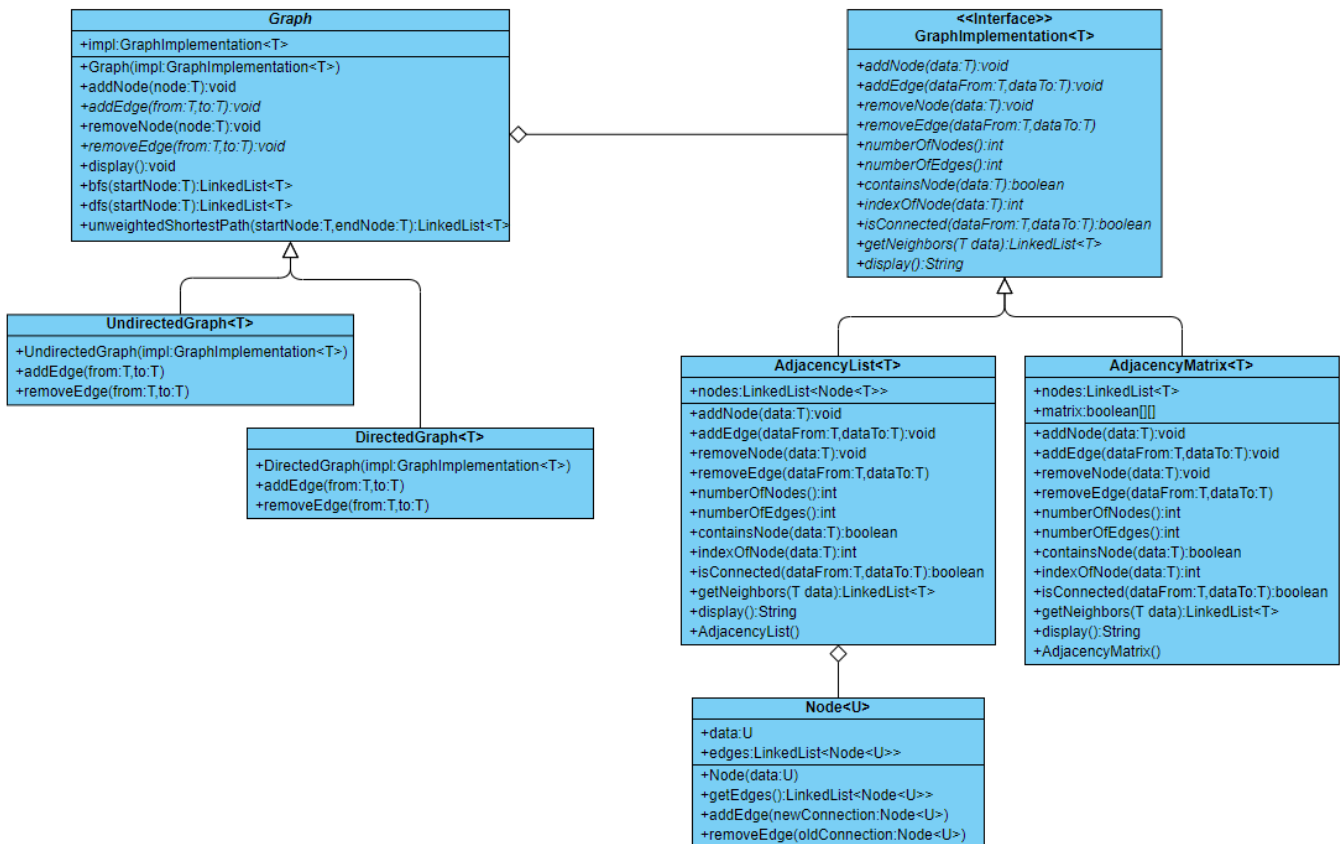 Graph
+impl:GraphImplementation<T>
+Graph(impl:GraphImplementation<T>)
+addNode(node:T):void
+addEdge(from:T,to:T):void
+removeNode(node:T):void
+removeEdge(from:T,to:T):void
+display():void
+bfs(startNode:T):LinkedList<T>
+dfs(startNode:T):LinkedList<T>
+unweightedShortestPath(startNode:T,endNode:T):LinkedList<T>
<<Interface>>
GraphImplementation<T>
+addNode(data:T):void
+addEdge(dataFrom:T,dataTo:T):void
+removeNode(data:T):void
+removeEdge(dataFrom:T,dataTo:T)
+numberOfNodes():int
+numberOfEdges():int
+containsNode(data:T):boolean
+indexOfNode(data:T):int
+isConnected(dataFrom:T,dataTo:T):boolean
+getNeighbors(T data):LinkedList<T>
+display():String
UndirectedGraph<T>
+UndirectedGraph(impl:GraphImplementation<T>)
+addEdge(from:T,to:T)
+removeEdge(from:T,to:T)
DirectedGraph<T>
+DirectedGraph(impl:GraphImplementation<T>)
+addEdge(from:T,to:T)
+removeEdge(from:T,to:T)
AdjacencyList<T>
+nodes:LinkedList<Node<T>>
+addNode(data:T):void
+addEdge(dataFrom:T,dataTo:T):void
+removeNode(data:T):void
+removeEdge(dataFrom:T,dataTo:T)
+numberOfNodes():int
+numberOfEdges():int
+containsNode(data:T):boolean
+indexOfNode(data:T):int
+isConnected(dataFrom:T,dataTo:T):boolean
+getNeighbors(T data):LinkedList<T>
+display():String
+AdjacencyList()
AdjacencyMatrix<T>
+nodes:LinkedList<T>
+matrix:boolean[][]
+addNode(data:T):void
+addEdge(dataFrom:T,dataTo:T):void
+removeNode(data:T):void
+removeEdge(dataFrom:T,dataTo:T)
+numberOfNodes():int
+numberOfEdges():int
+containsNode(data:T):boolean
+indexOfNode(data:T):int
+isConnected(dataFrom:T,dataTo:T):boolean
+getNeighbors(T data):LinkedList<T>
+display():String
+AdjacencyMatrix()
Node<U>
+data:U
+edges:LinkedList<Node<U>>
+Node(data:U)
+getEdges():LinkedList<Node<U>>
+addEdge(newConnection:Node<U>)
+removeEdge(oldConnection:Node<U>)